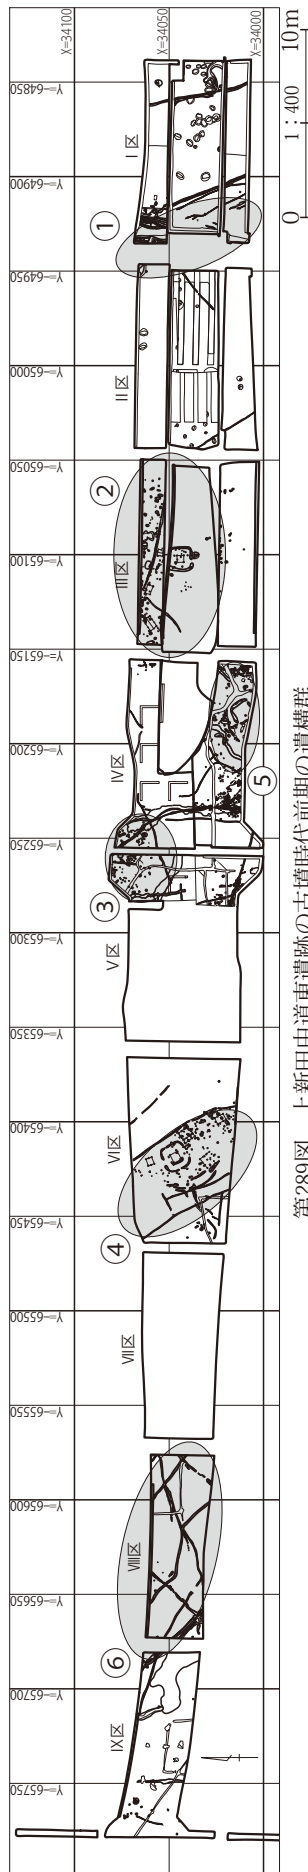 X=34100
X=34050
X=34000
Y=-64850
Y=-64900
Y=-64950
Y=-65000
Y=-65050
Y=-65100
Y=-65150
Y=-65200
Y=-65250
Y=-65300
Y=-65350
Y=-65400
Y=-65450
Y=-65500
Y=-65550
Y=-65600
Y=-65650
Y=-65700
Y=-65750
I区
①
II区
②
III区
IV区
⑤
③
V区
VI区
④
VII区
VIII区
⑥
IX区
0 1:400 10m
第289図 上新田中道東遺跡の古墳時代前期の遺構群